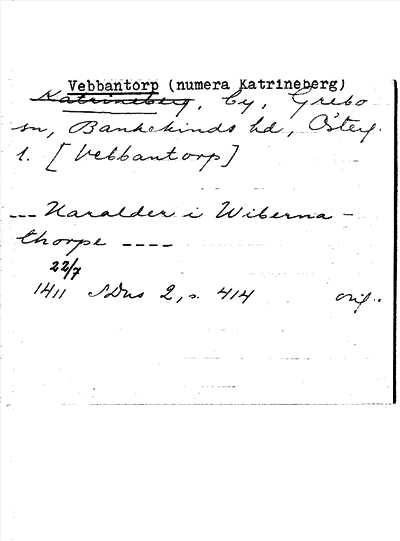 Vebbantorp (numera Katrineberg)
Katrineberg, by, Grebo
sn, Bankekinds hd, Österg.
l. [Vebbantorp]
--- Haralder i Wiberna-
thorpe ----
22/7
1411 SDns 2, s. 414 orig.